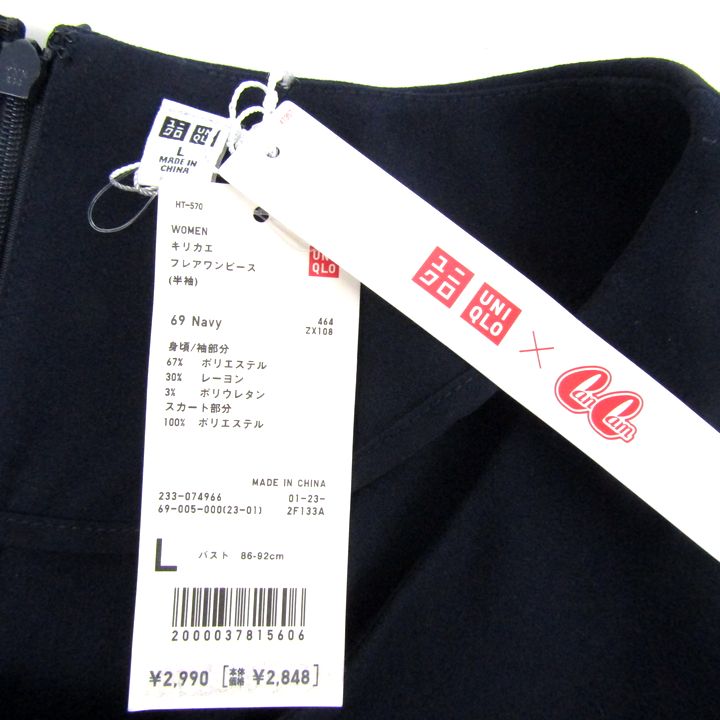 ユニ
クロ
UNI
QLO
L
MADE IN
CHINA
HT-570
WOMEN
キリカエ
フレアワンピース
(半袖)
UNI
QLO
69 Navy
464
ZX108
身頃/袖部分
67% ポリエステル
30% レーヨン
3% ポリウレタン
スカート部分
100% ポリエステル
MADE IN CHINA
233-074966 01-23-
69-005-000(23-01) 2F133A
L バスト 86-92cm
2000037815606
¥2,990 [本体価格 ¥2,848]
ユニ
クロ
UNI
QLO
×
CanCam